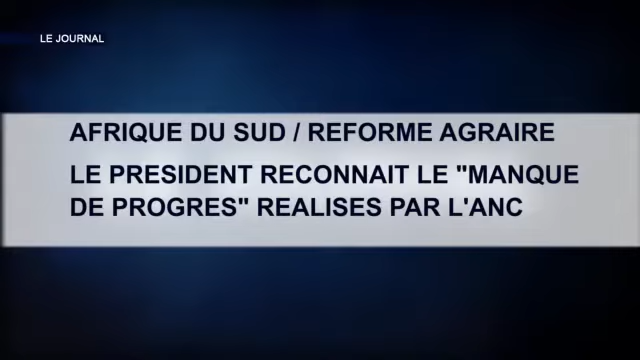 LE JOURNAL
AFRIQUE DU SUD / REFORME AGRAIRE
LE PRESIDENT RECONNAIT LE "MANQUE
DE PROGRES" REALISES PAR L'ANC